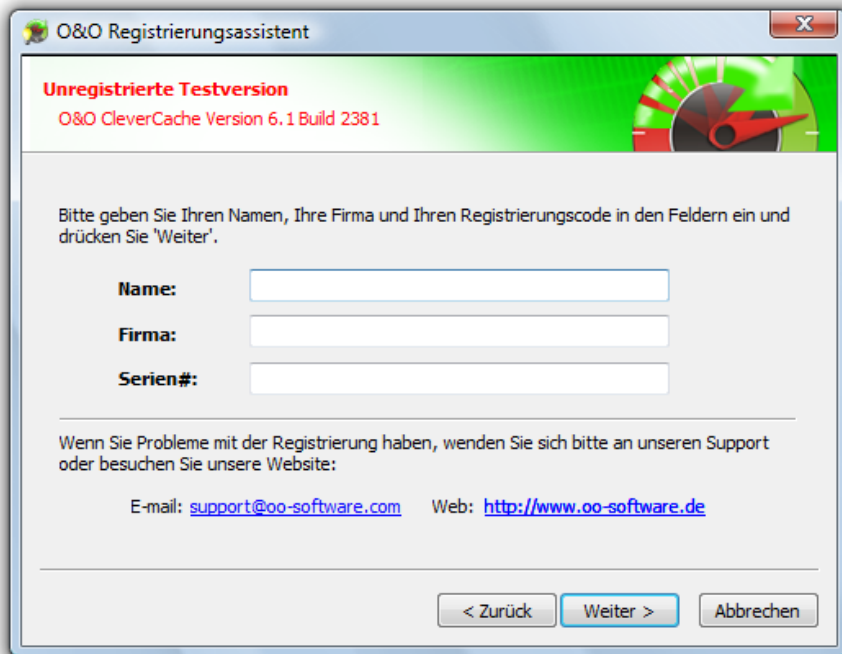 O&O Registrierungsassistent
Unregistrierte Testversion
O&O CleverCache Version 6.1 Build 2381
Bitte geben Sie Ihren Namen, Ihre Firma und Ihren Registrierungscode in den Feldern ein und
drücken Sie 'Weiter'.
Name:
Firma:
Serien#:
Wenn Sie Probleme mit der Registrierung haben, wenden Sie sich bitte an unseren Support
oder besuchen Sie unsere Website:
E-mail: support@oo-software.com Web: http://www.oo-software.de
< Zurück Weiter > Abbrechen